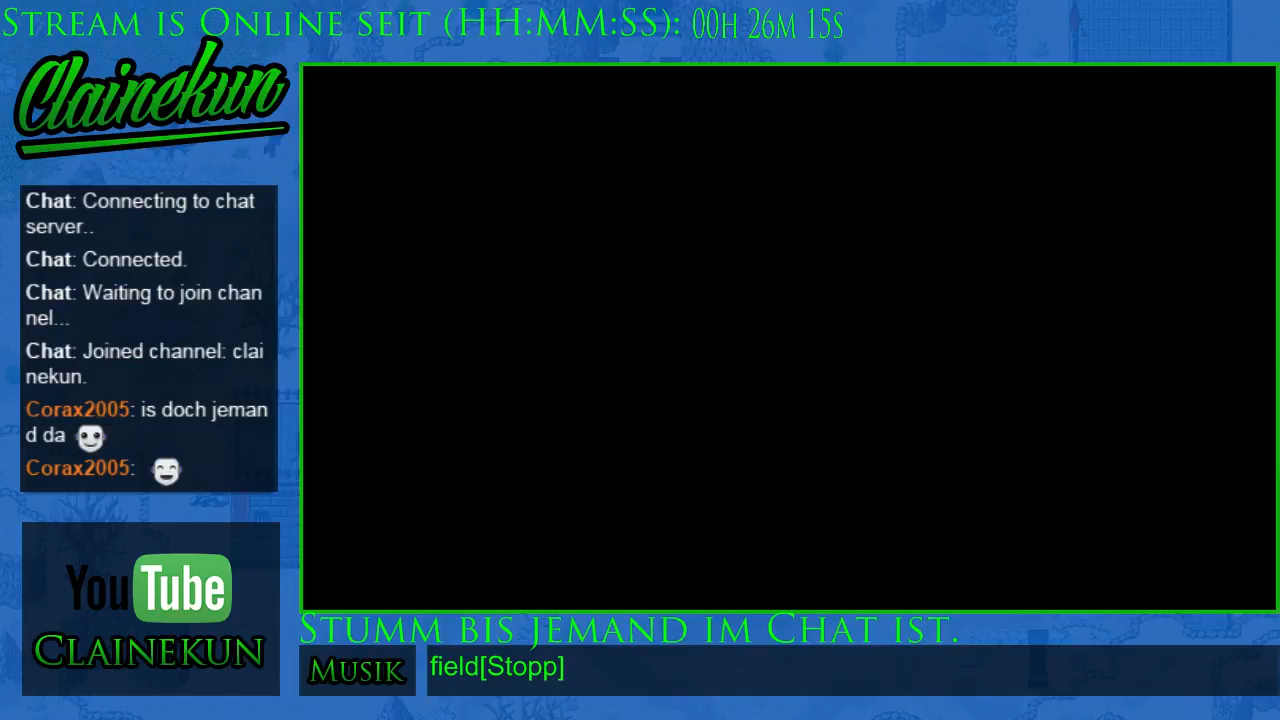 Stream is Online seit (HH:MM:SS): 00H 26M 15S
Clainekun
Chat: Connecting to chat
server..
Chat: Connected.
Chat: Waiting to join chan
nel...
Chat: Joined channel: clai
nekun.
Corax2005: is doch jeman
d da
Corax2005:
YouTube
Clainekun
Stumm bis jemand im Chat ist.
Musik
field[Stopp]